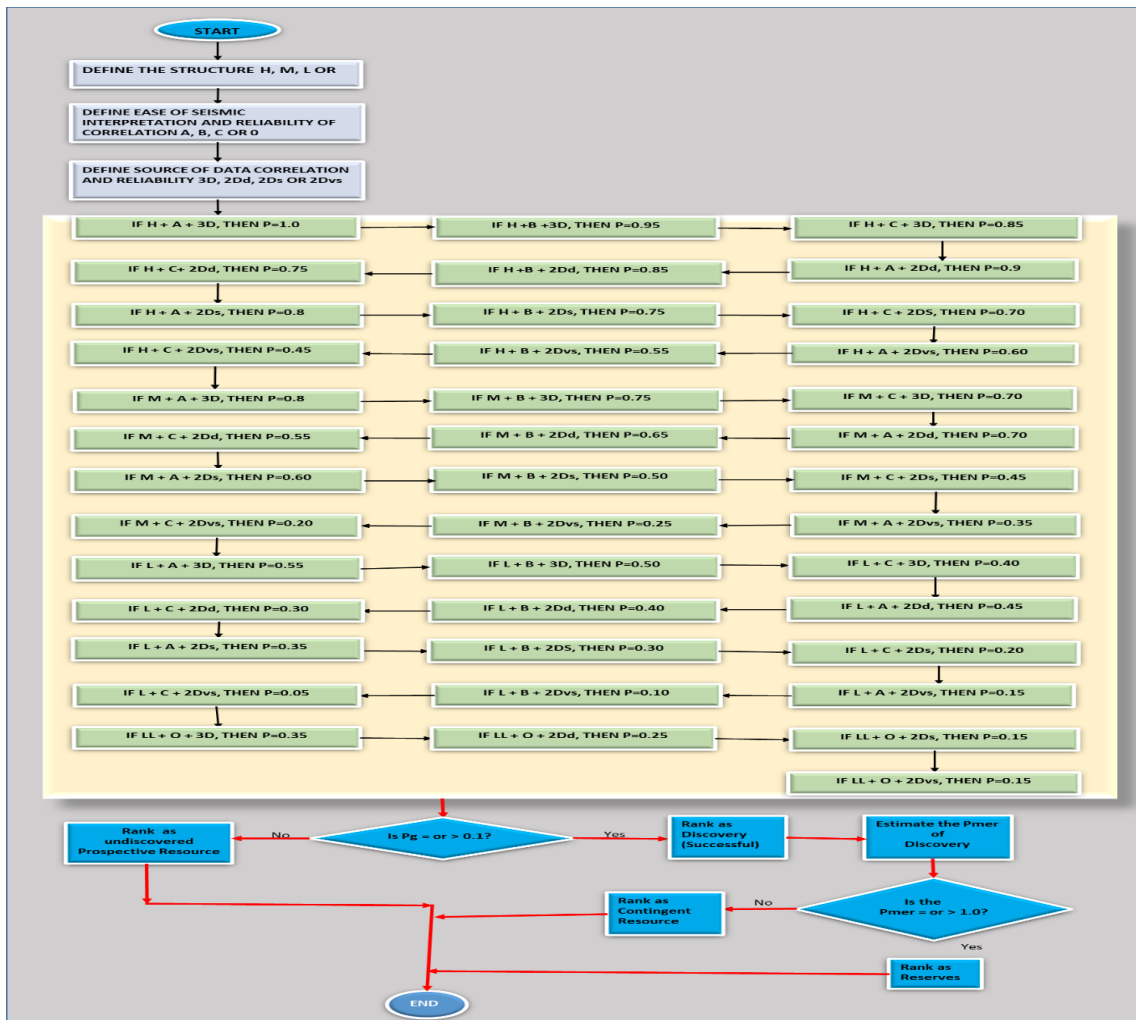 START
DEFINE THE STRUCTURE H, M, L OR
DEFINE EASE OF SEISMIC
INTERPRETATION AND RELIABILITY OF
CORRELATION A, B, C OR 0
DEFINE SOURCE OF DATA CORRELATION
AND RELIABILITY 3D, 2Dd, 2Ds OR 2Dvs
IF H + A + 3D, THEN P=1.0
IF H +B +3D, THEN P=0.95
IF H + C + 3D, THEN P=0.85
IF H + C+ 2Dd, THEN P=0.75
IF H +B + 2Dd, THEN P=0.85
IF H + A + 2Dd, THEN P=0.9
IF H + A + 2Ds, THEN P=0.8
IF H + B + 2Ds, THEN P=0.75
IF H + C + 2DS, THEN P=0.70
IF H + C + 2Dvs, THEN P=0.45
IF H + B + 2Dvs, THEN P=0.55
IF H + A + 2Dvs, THEN P=0.60
IF M + A + 3D, THEN P=0.8
IF M + B + 3D, THEN P=0.75
IF M + C + 3D, THEN P=0.70
IF M + C + 2Dd, THEN P=0.55
IF M + B + 2Dd, THEN P=0.65
IF M + A + 2Dd, THEN P=0.70
IF M + A + 2Ds, THEN P=0.60
IF M + B + 2Ds, THEN P=0.50
IF M + C + 2Ds, THEN P=0.45
IF M + C + 2Dvs, THEN P=0.20
IF M + B + 2Dvs, THEN P=0.25
IF M + A + 2Dvs, THEN P=0.35
IF L + A + 3D, THEN P=0.55
IF L + B + 3D, THEN P=0.50
IF L + C + 3D, THEN P=0.40
IF L + C + 2Dd, THEN P=0.30
IF L + B + 2Dd, THEN P=0.40
IF L + A + 2Dd, THEN P=0.45
IF L + A + 2Ds, THEN P=0.35
IF L + B + 2DS, THEN P=0.30
IF L + C + 2Ds, THEN P=0.20
IF L + C + 2Dvs, THEN P=0.05
IF L + B + 2Dvs, THEN P=0.10
IF L + A + 2Dvs, THEN P=0.15
IF LL + O + 3D, THEN P=0.35
IF LL + O + 2Dd, THEN P=0.25
IF LL + O + 2Ds, THEN P=0.15
IF LL + O + 2Dvs, THEN P=0.15
Rank as
undiscovered
Prospective Resource
No
Is Pg = or > 0.1?
Yes
Rank as
Discovery
(Successful)
Estimate the Pmer
of
Discovery
Rank as
Contingent
Resource
No
Is the
Pmer = or > 1.0?
Yes
Rank as
Reserves
END